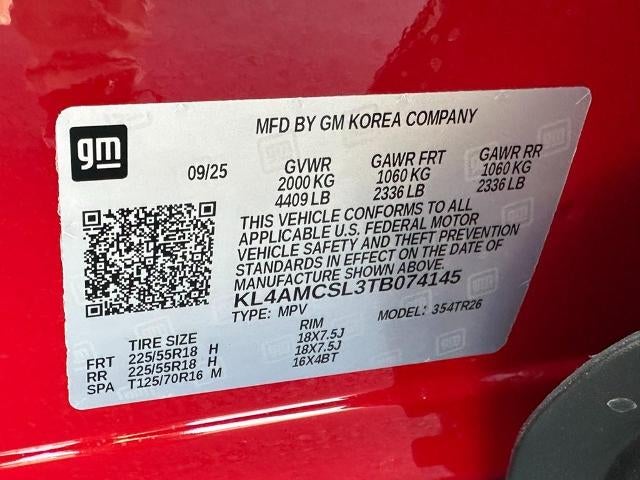 gm
MFD BY GM KOREA COMPANY
09/25 GVWR GAWR FRT GAWR RR
2000 KG 1060 KG 1060 KG
4409 LB 2336 LB 2336 LB
THIS VEHICLE CONFORMS TO ALL
APPLICABLE U.S. FEDERAL MOTOR
VEHICLE SAFETY AND THEFT PREVENTION
STANDARDS IN EFFECT ON THE DATE OF
MANUFACTURE SHOWN ABOVE.
KL4AMCSL3TB074145
TYPE: MPV MODEL: 354TR26
TIRE SIZE RIM
FRT 225/55R18 H 18X7.5J
RR 225/55R18 H 18X7.5J
SPA T125/70R16 M 16X4BT